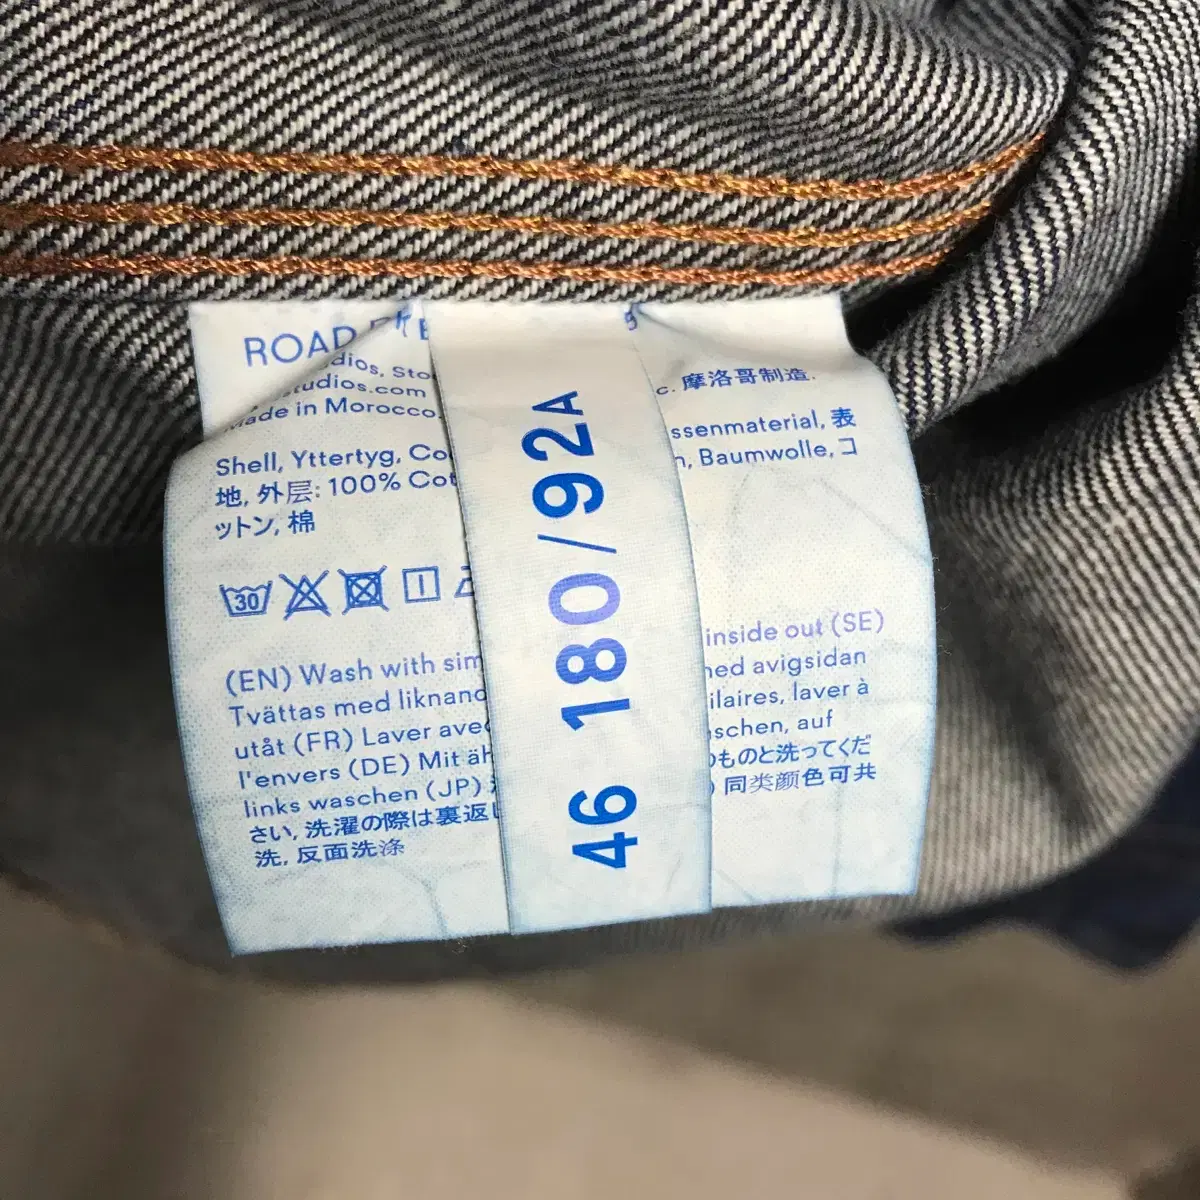 ROAD
dios, Sto
tudios.com
Made in Morocco.
c. 摩洛哥制造.
Shell, Yttertyg, Co
ssenmaterial, 表
地, 外层: 100% Cot
n, Baumwolle, コ
ットン, 棉
30
(EN) Wash with sim
inside out (SE)
Tvättas med liknand
ned avigsidan
utåt (FR) Laver avec
ilaires, laver à
l'envers (DE) Mit äh
schen, auf
links waschen (JP)
のものと洗ってくだ
さい, 洗濯の際は裏返し
) 同类颜色可共
洗, 反面洗涤
46 180/92A